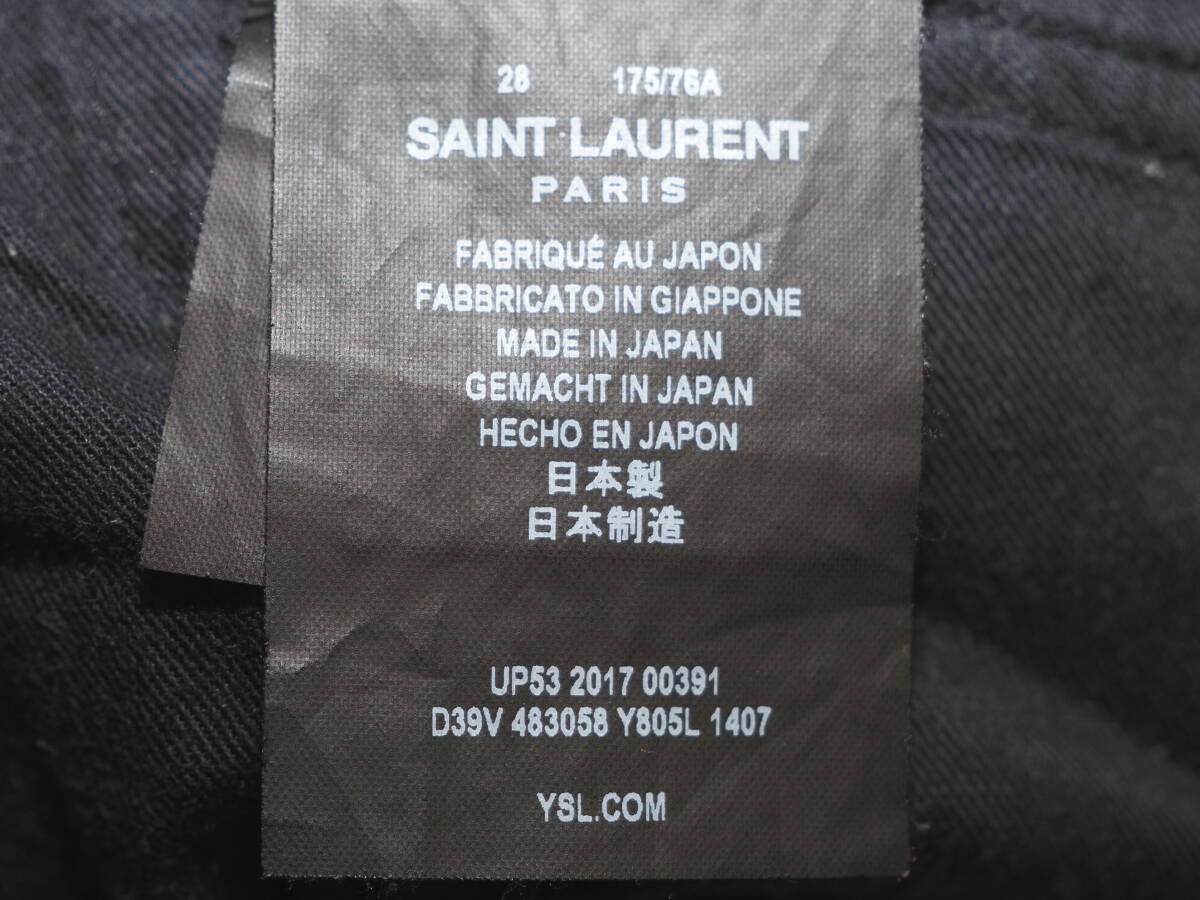 28 175/76A
SAINT LAURENT
PARIS
FABRIQUÉ AU JAPON
FABBRICATO IN GIAPPONE
MADE IN JAPAN
GEMACHT IN JAPAN
HECHO EN JAPON
日本製
日本制造
UP53 2017 00391
D39V 483058 Y805L 1407
YSL.COM